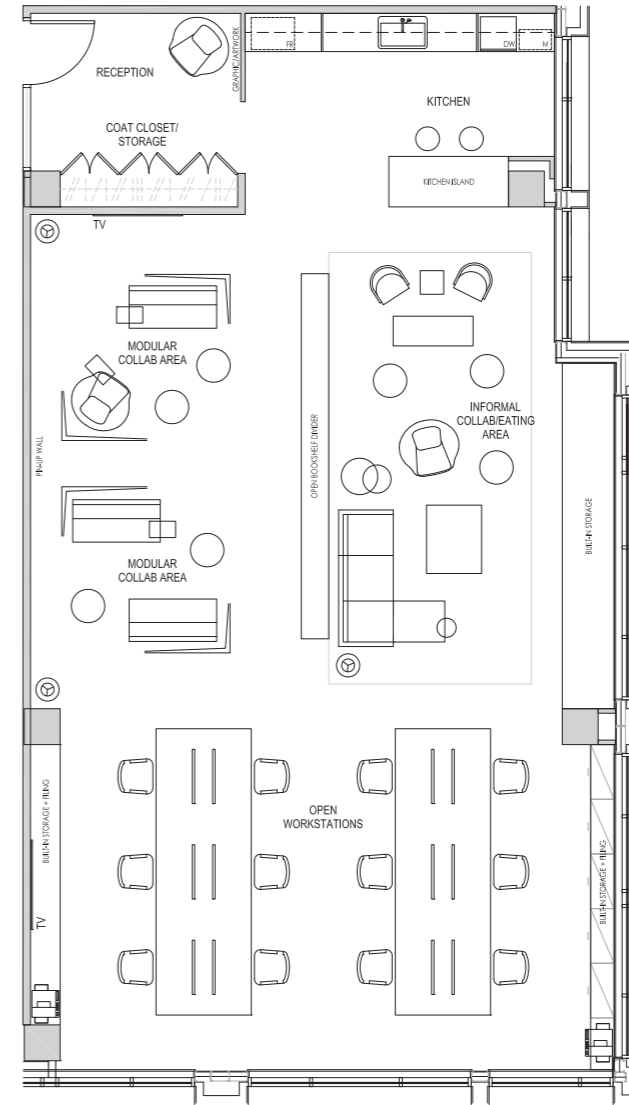 RECEPTION
GRAPHIC/ARTWORK
FR
DW
M
KITCHEN
COAT CLOSET/
STORAGE
KITCHEN ISLAND
TV
MODULAR
COLLAB AREA
PIN-UP WALL
OPEN BOOKSHELF DIVIDER
INFORMAL
COLLAB/EATING
AREA
BUILT-IN STORAGE
MODULAR
COLLAB AREA
BUILT-IN STORAGE + FILING
OPEN
WORKSTATIONS
BUILT-IN STORAGE + FILING
TV